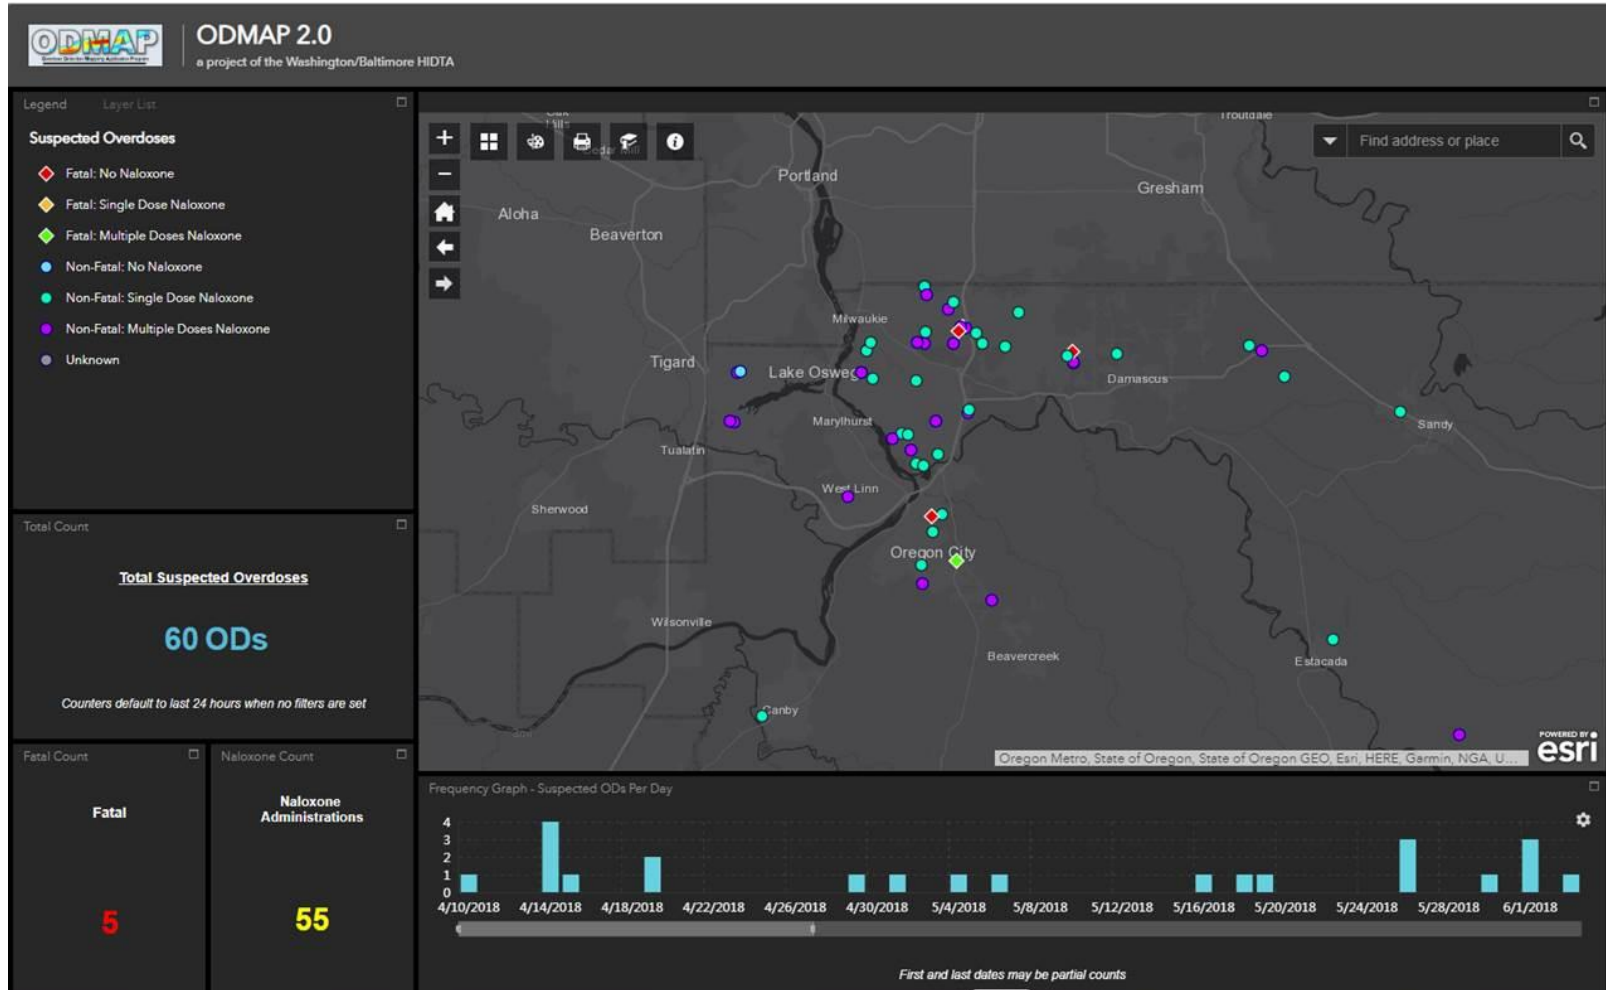 ODMAP
ODMAP 2.0
a project of the Washington/Baltimore HIDTA
Legend
Layer List
Suspected Overdoses
Fatal: No Naloxone
Fatal: Single Dose Naloxone
Fatal: Multiple Doses Naloxone
Non-Fatal: No Naloxone
Non-Fatal: Single Dose Naloxone
Non-Fatal: Multiple Doses Naloxone
Unknown
Total Count
Total Suspected Overdoses
60 ODs
Counters default to last 24 hours when no filters are set
Fatal Count
Fatal
5
Naloxone Count
Naloxone
Administrations
55
Find address or place
Troutdale
Oak
Hills
Cedar Mill
Portland
Gresham
Aloha
Beaverton
Milwaukie
Tigard
Lake Osweg
Damascus
Marylhurst
Sandy
Tualatin
West Linn
Sherwood
Oregon City
Wilsonville
Beavercreek
Estacada
Canby
Oregon Metro, State of Oregon, State of Oregon GEO, Esri, HERE, Garmin, NGA, U...
POWERED BY
esri
Frequency Graph - Suspected ODs Per Day
4
3
2
1
0
4/10/2018 4/14/2018 4/18/2018 4/22/2018 4/26/2018 4/30/2018 5/4/2018 5/8/2018 5/12/2018 5/16/2018 5/20/2018 5/24/2018 5/28/2018 6/1/2018
First and last dates may be partial counts